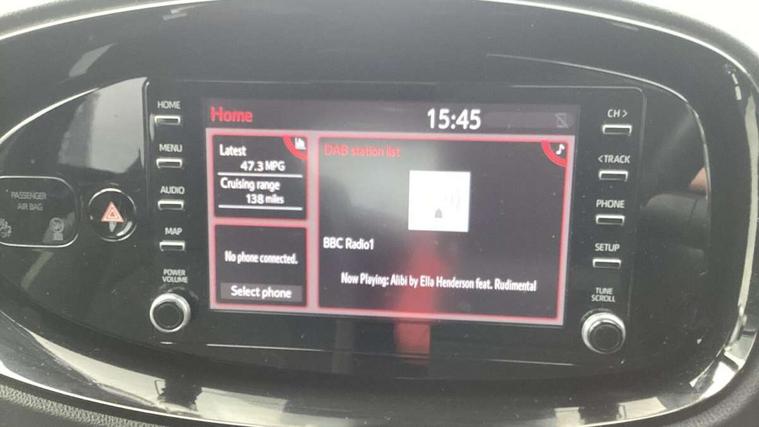 HOME
MENU
AUDIO
MAP
POWER
VOLUME
PASSENGER
AIR BAG
Home
15:45
Latest
47.3 MPG
Cruising range
138 miles
No phone connected.
Select phone
DAB station list
BBC Radio1
Now Playing: Alibi by Ella Henderson feat. Rudimental
CH >
< TRACK
PHONE
SETUP
TUNE
SCROLL